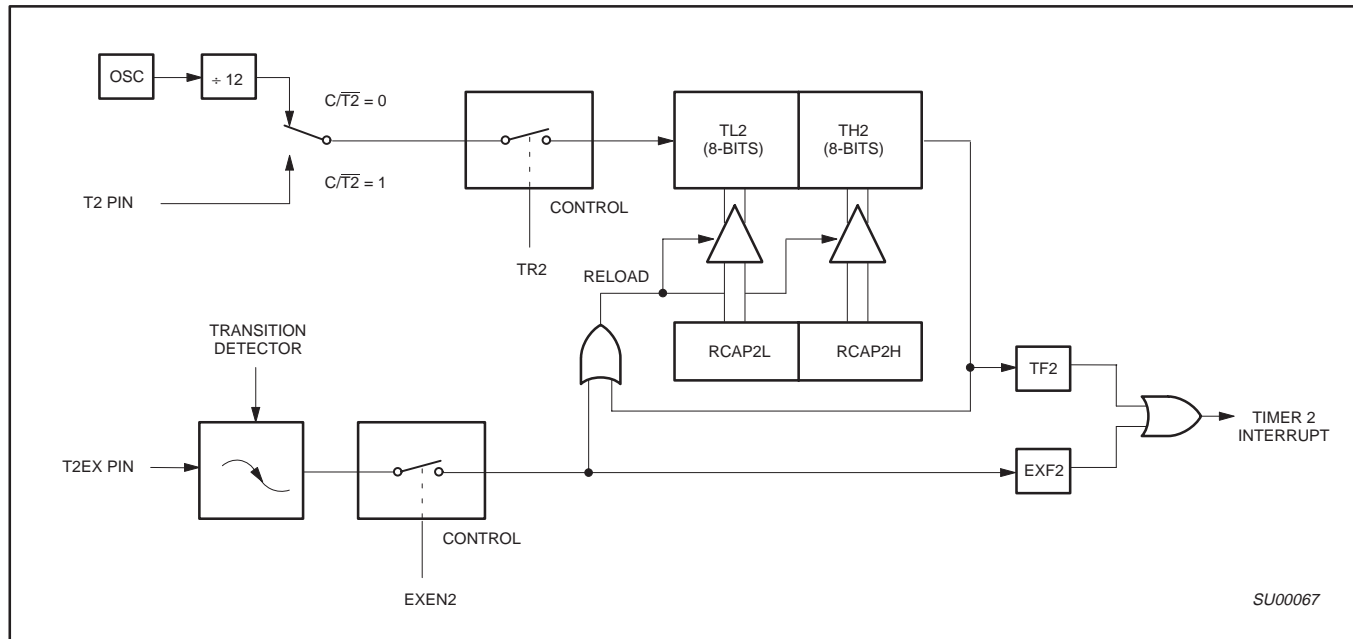 OSC
÷ 12
C/T2̅ = 0
C/T2̅ = 1
T2 PIN
CONTROL
TR2
TL2
(8-BITS)
TH2
(8-BITS)
RELOAD
RCAP2L
RCAP2H
TRANSITION
DETECTOR
T2EX PIN
CONTROL
EXEN2
TF2
EXF2
TIMER 2
INTERRUPT
SU00067